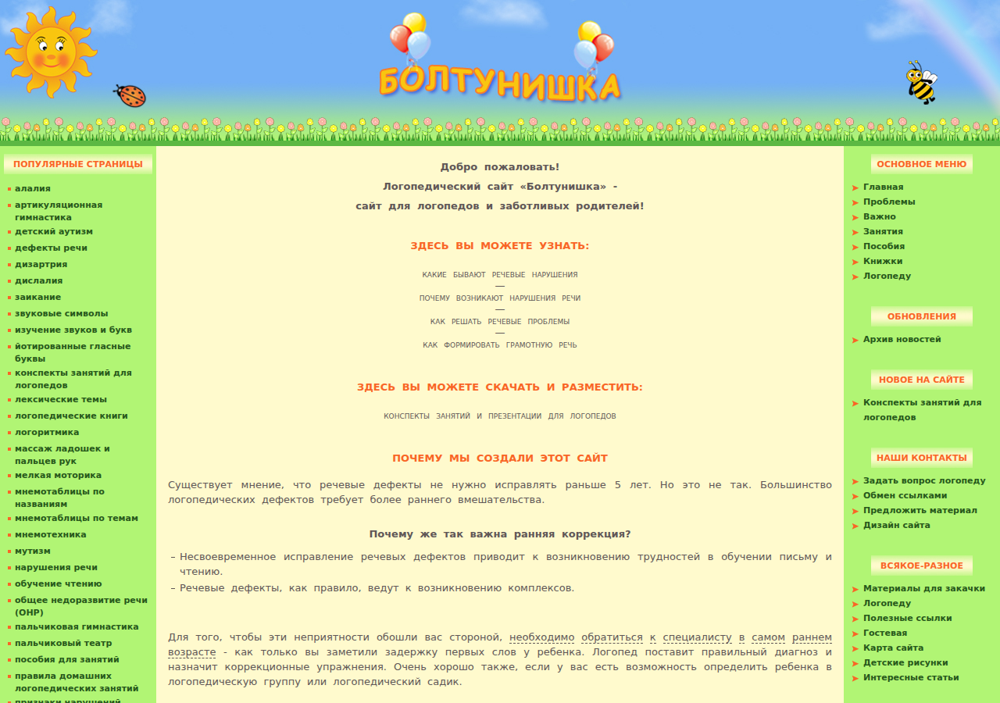 БОЛТУНИШКА
ПОПУЛЯРНЫЕ СТРАНИЦЫ
алалия
артикуляционная
гимнастика
детский аутизм
дефекты речи
дизартрия
дислалия
заикание
звуковые символы
изучение звуков и букв
йотированные гласные
буквы
конспекты занятий для
логопедов
лексические темы
логопедические книги
логоритмика
массаж ладошек и
пальцев рук
мелкая моторика
мнемотаблицы по
названиям
мнемотаблицы по темам
мнемотехника
мутизм
нарушения речи
обучение чтению
общее недоразвитие речи
(ОНР)
пальчиковая гимнастика
пальчиковый театр
пособия для занятий
правила домашних
логопедических занятий
признаки нарушений
Добро пожаловать!
Логопедический сайт «Болтунишка» -
сайт для логопедов и заботливых родителей!
ЗДЕСЬ ВЫ МОЖЕТЕ УЗНАТЬ:
КАКИЕ БЫВАЮТ РЕЧЕВЫЕ НАРУШЕНИЯ
—
ПОЧЕМУ ВОЗНИКАЮТ НАРУШЕНИЯ РЕЧИ
—
КАК РЕШАТЬ РЕЧЕВЫЕ ПРОБЛЕМЫ
—
КАК ФОРМИРОВАТЬ ГРАМОТНУЮ РЕЧЬ
ЗДЕСЬ ВЫ МОЖЕТЕ СКАЧАТЬ И РАЗМЕСТИТЬ:
КОНСПЕКТЫ ЗАНЯТИЙ И ПРЕЗЕНТАЦИИ ДЛЯ ЛОГОПЕДОВ
ПОЧЕМУ МЫ СОЗДАЛИ ЭТОТ САЙТ
Существует мнение, что речевые дефекты не нужно исправлять раньше 5 лет. Но это не так. Большинство
логопедических дефектов требует более раннего вмешательства.
Почему же так важна ранняя коррекция?
– Несвоевременное исправление речевых дефектов приводит к возникновению трудностей в обучении письму и
чтению.
– Речевые дефекты, как правило, ведут к возникновению комплексов.
Для того, чтобы эти неприятности обошли вас стороной, необходимо обратиться к специалисту в самом раннем
возрасте - как только вы заметили задержку первых слов у ребенка. Логопед поставит правильный диагноз и
назначит коррекционные упражнения. Очень хорошо также, если у вас есть возможность определить ребенка в
логопедическую группу или логопедический садик.
ОСНОВНОЕ МЕНЮ
Главная
Проблемы
Важно
Занятия
Пособия
Книжки
Логопеду
ОБНОВЛЕНИЯ
Архив новостей
НОВОЕ НА САЙТЕ
Конспекты занятий для
логопедов
НАШИ КОНТАКТЫ
Задать вопрос логопеду
Обмен ссылками
Предложить материал
Дизайн сайта
ВСЯКОЕ-РАЗНОЕ
Материалы для закачки
Логопеду
Полезные ссылки
Гостевая
Карта сайта
Детские рисунки
Интересные статьи